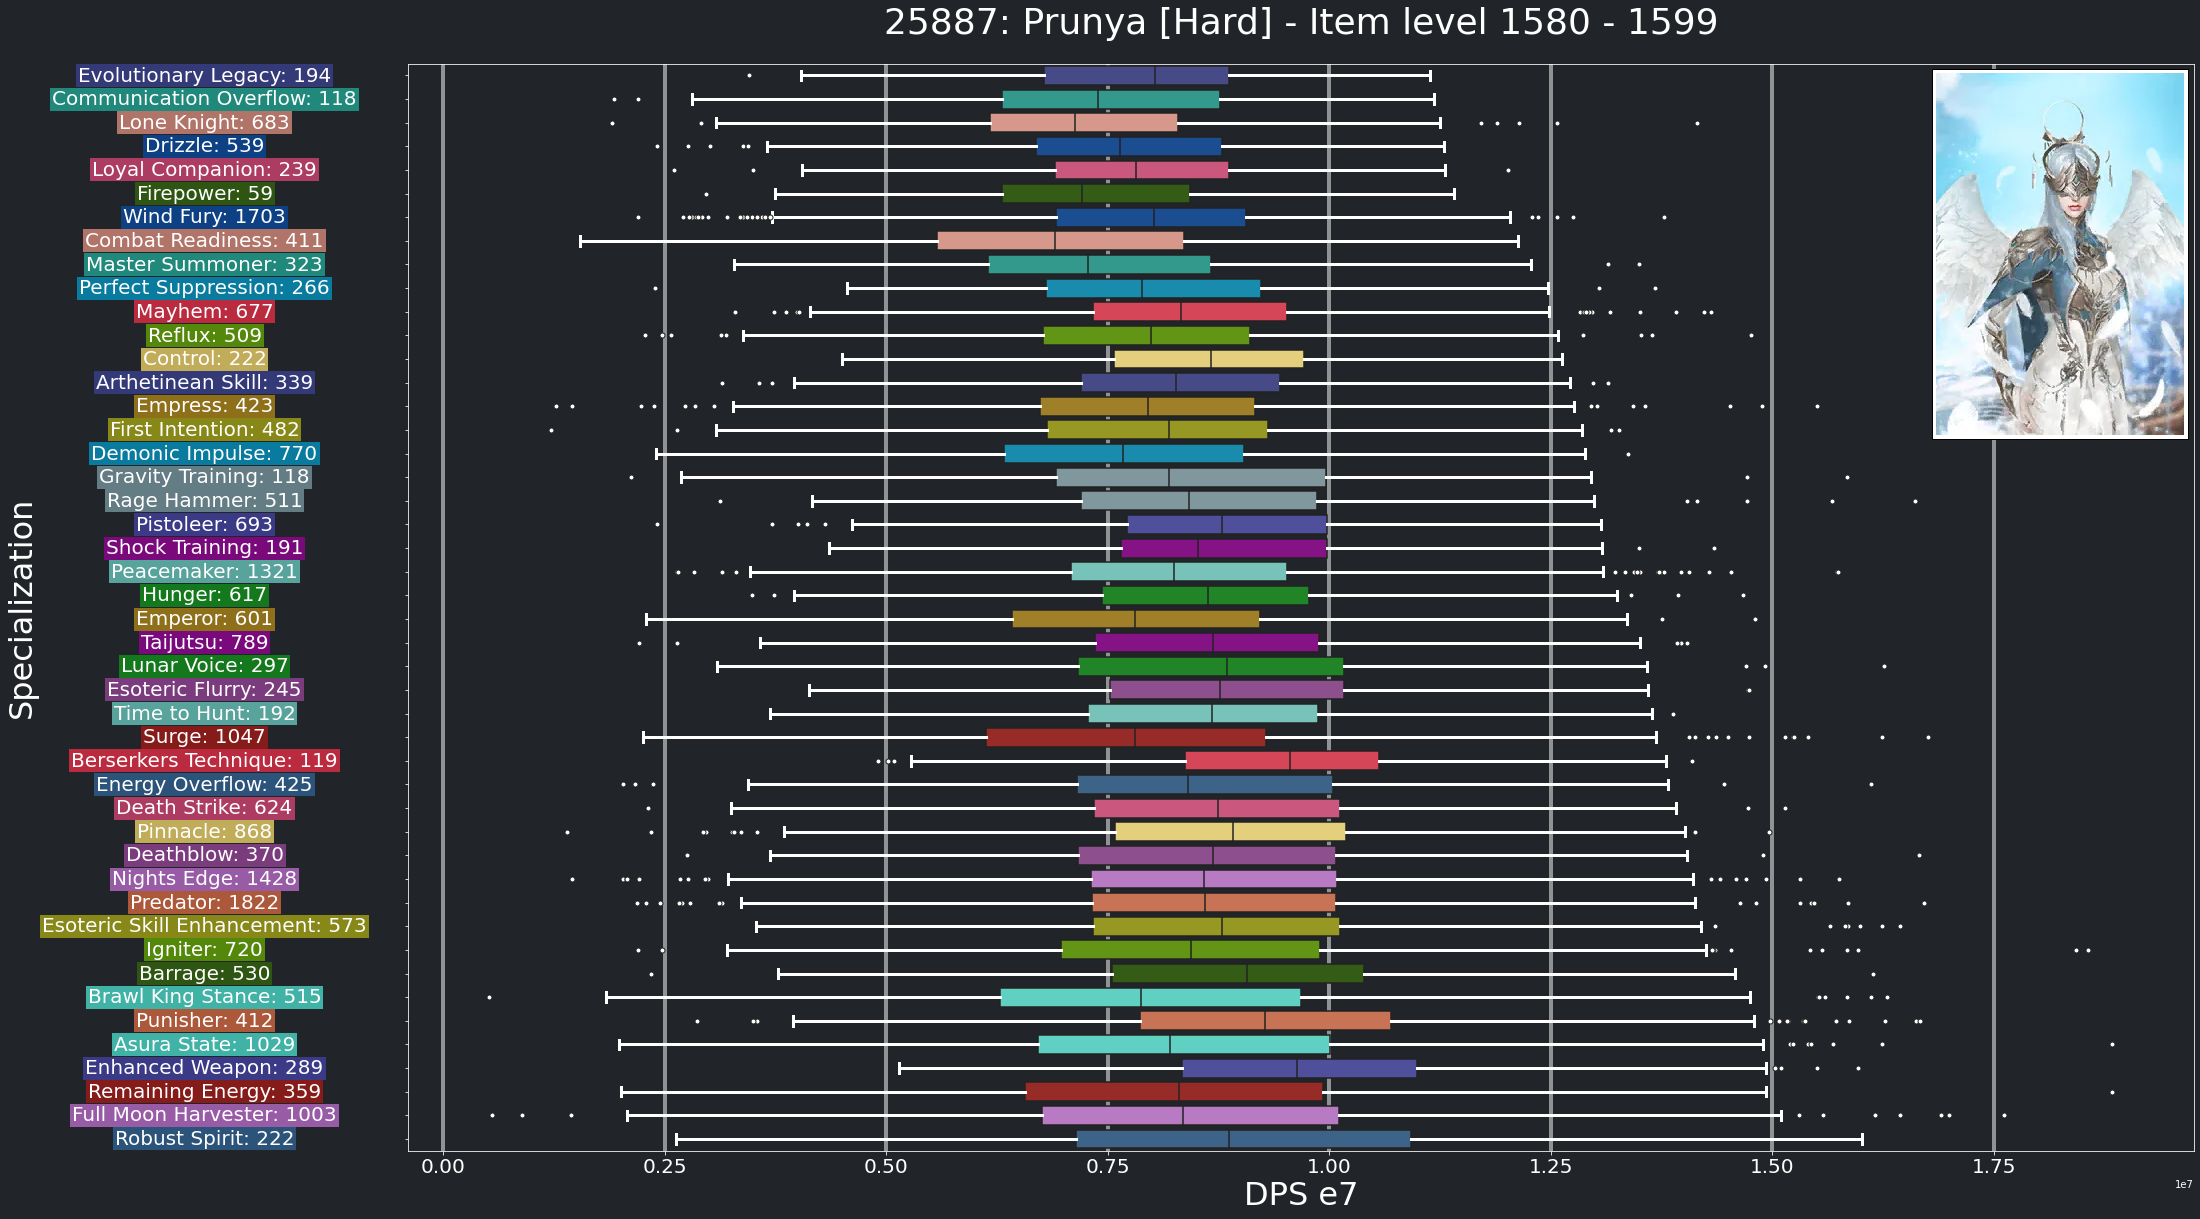 25887: Prunya [Hard] - Item level 1580 - 1599
Specialization
Evolutionary Legacy: 194
Communication Overflow: 118
Lone Knight: 683
Drizzle: 539
Loyal Companion: 239
Firepower: 59
Wind Fury: 1703
Combat Readiness: 411
Master Summoner: 323
Perfect Suppression: 266
Mayhem: 677
Reflux: 509
Control: 222
Arthetinean Skill: 339
Empress: 423
First Intention: 482
Demonic Impulse: 770
Gravity Training: 118
Rage Hammer: 511
Pistoleer: 693
Shock Training: 191
Peacemaker: 1321
Hunger: 617
Emperor: 601
Taijutsu: 789
Lunar Voice: 297
Esoteric Flurry: 245
Time to Hunt: 192
Surge: 1047
Berserkers Technique: 119
Energy Overflow: 425
Death Strike: 624
Pinnacle: 868
Deathblow: 370
Nights Edge: 1428
Predator: 1822
Esoteric Skill Enhancement: 573
Igniter: 720
Barrage: 530
Brawl King Stance: 515
Punisher: 412
Asura State: 1029
Enhanced Weapon: 289
Remaining Energy: 359
Full Moon Harvester: 1003
Robust Spirit: 222
0.00 0.25 0.50 0.75 1.00 1.25 1.50 1.75
1e7
DPS e7